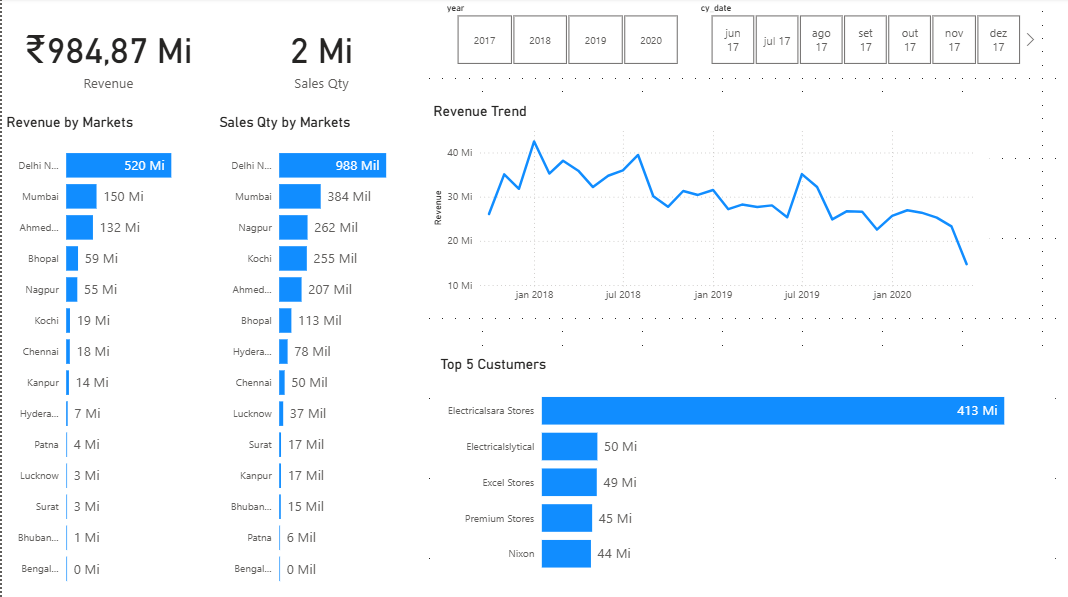 year
cy_date
2017
2018
2019
2020
jun
17
jul 17
ago
17
set
17
out
17
nov
17
dez
17
₹984,87 Mi
Revenue
2 Mi
Sales Qty
Revenue by Markets
Delhi N... 520 Mi
Mumbai 150 Mi
Ahmed... 132 Mi
Bhopal 59 Mi
Nagpur 55 Mi
Kochi 19 Mi
Chennai 18 Mi
Kanpur 14 Mi
Hydera... 7 Mi
Patna 4 Mi
Lucknow 3 Mi
Surat 3 Mi
Bhuban... 1 Mi
Bengal... 0 Mi
Sales Qty by Markets
Delhi N... 988 Mil
Mumbai 384 Mil
Nagpur 262 Mil
Kochi 255 Mil
Ahmed... 207 Mil
Bhopal 113 Mil
Hydera... 78 Mil
Chennai 50 Mil
Lucknow 37 Mil
Surat 17 Mil
Kanpur 17 Mil
Bhuban... 15 Mil
Patna 6 Mil
Bengal... 0 Mil
Revenue Trend
Revenue
40 Mi
30 Mi
20 Mi
10 Mi
jan 2018
jul 2018
jan 2019
jul 2019
jan 2020
Top 5 Custumers
Electricalsara Stores 413 Mi
Electricalslytical 50 Mi
Excel Stores 49 Mi
Premium Stores 45 Mi
Nixon 44 Mi